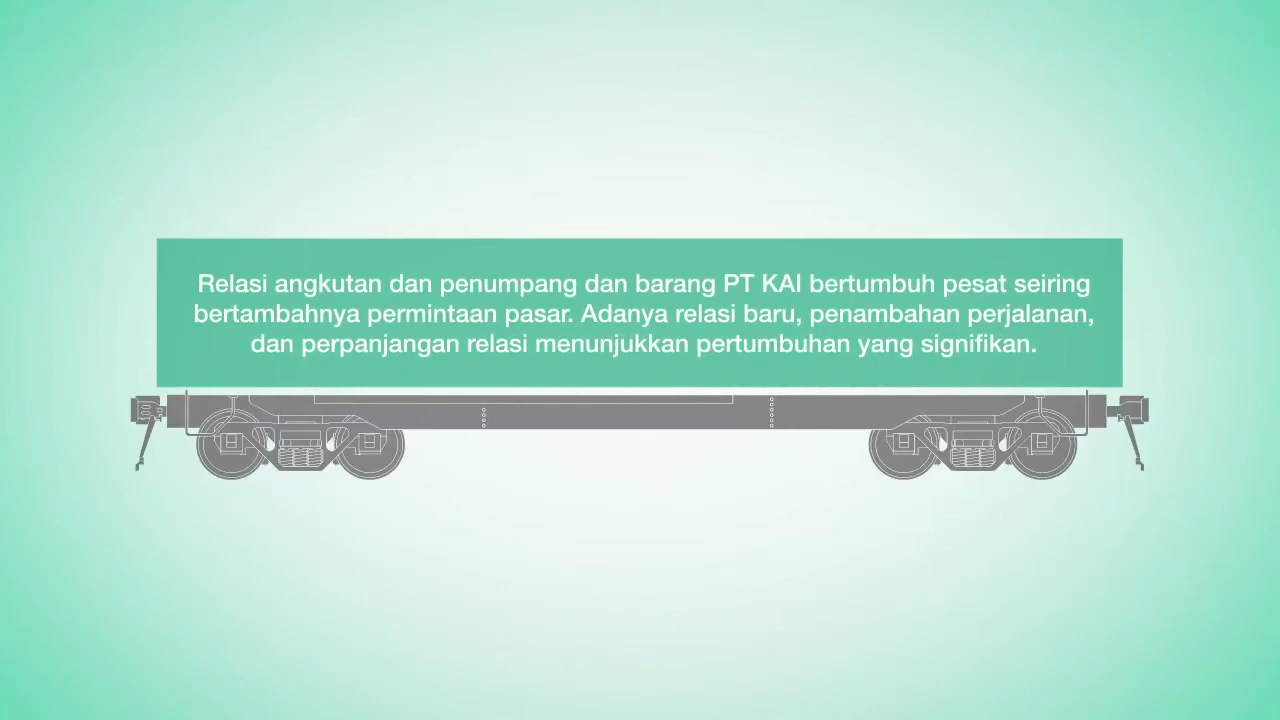 Relasi angkutan dan penumpang dan barang PT KAI bertumbuh pesat seiring
bertambahnya permintaan pasar. Adanya relasi baru, penambahan perjalanan,
dan perpanjangan relasi menunjukkan pertumbuhan yang signifikan.